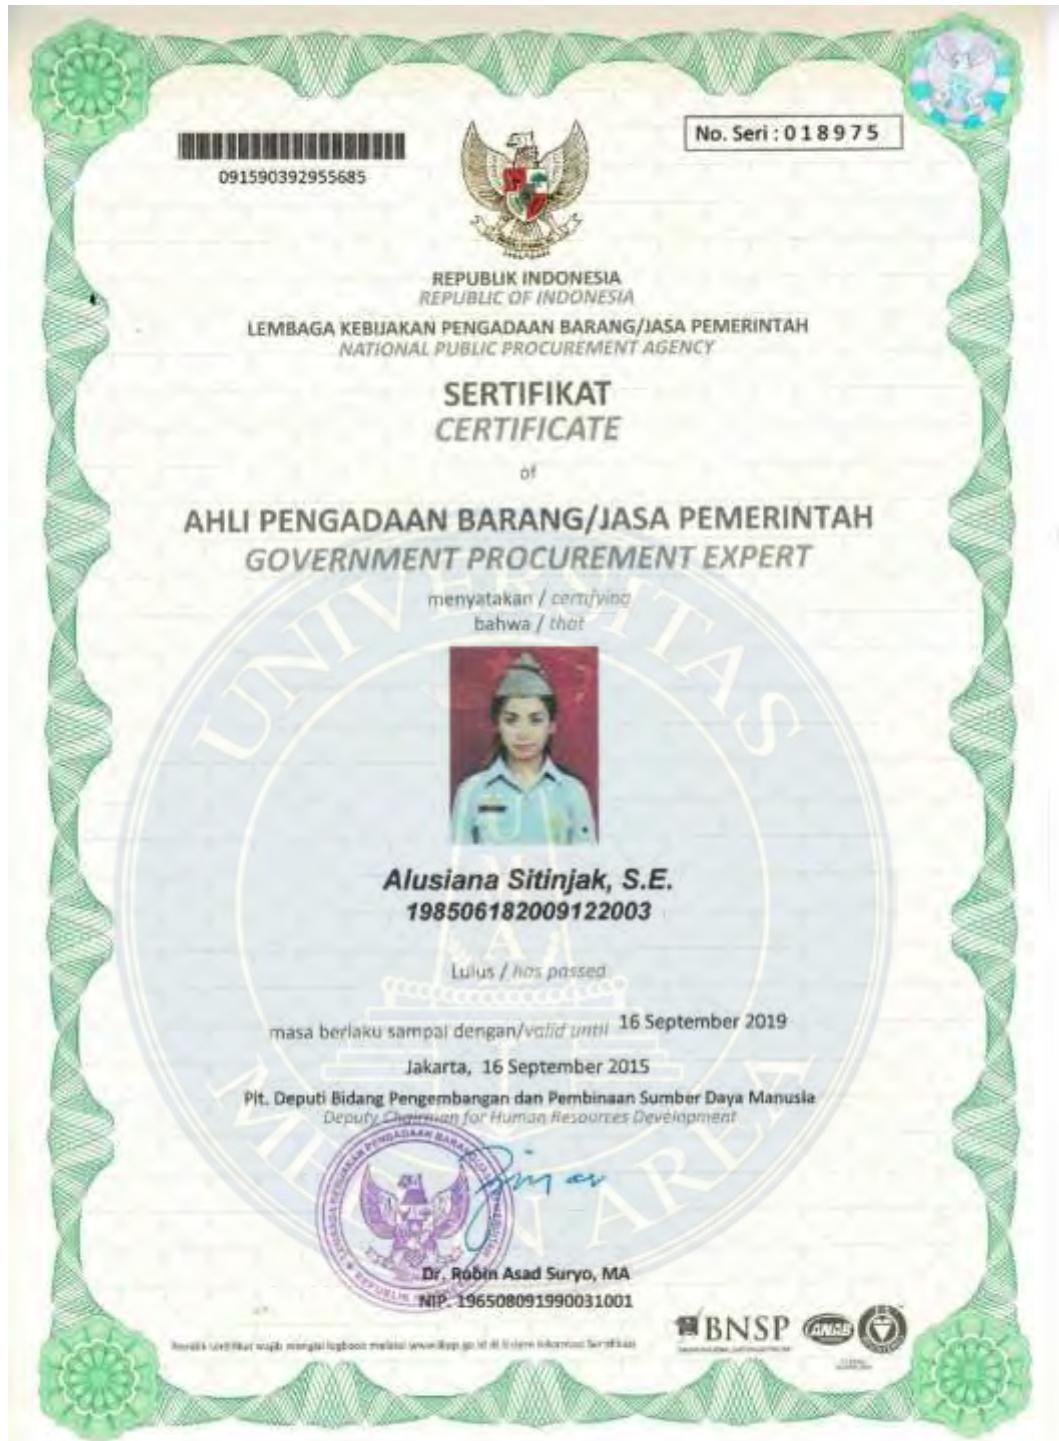 No. Seri : 018975
091590392955685
REPUBLIK INDONESIA
REPUBLIC OF INDONESIA
LEMBAGA KEBIJAKAN PENGADAAN BARANG/JASA PEMERINTAH
NATIONAL PUBLIC PROCUREMENT AGENCY
SERTIFIKAT
CERTIFICATE
of
AHLI PENGADAAN BARANG/JASA PEMERINTAH
GOVERNMENT PROCUREMENT EXPERT
menyatakan / certifying
bahwa / that
UNIVERSITAS
MEDAN AREA
Alusiana Sitinjak, S.E.
198506182009122003
Lulus / has passed
masa berlaku sampai dengan/valid until 16 September 2019
Jakarta, 16 September 2015
Plt. Deputi Bidang Pengembangan dan Pembinaan Sumber Daya Manusia
Deputy Chairman for Human Resources Development
Dr. Robin Asad Suryo, MA
NIP. 196508091990031001
BNSP
ANAB